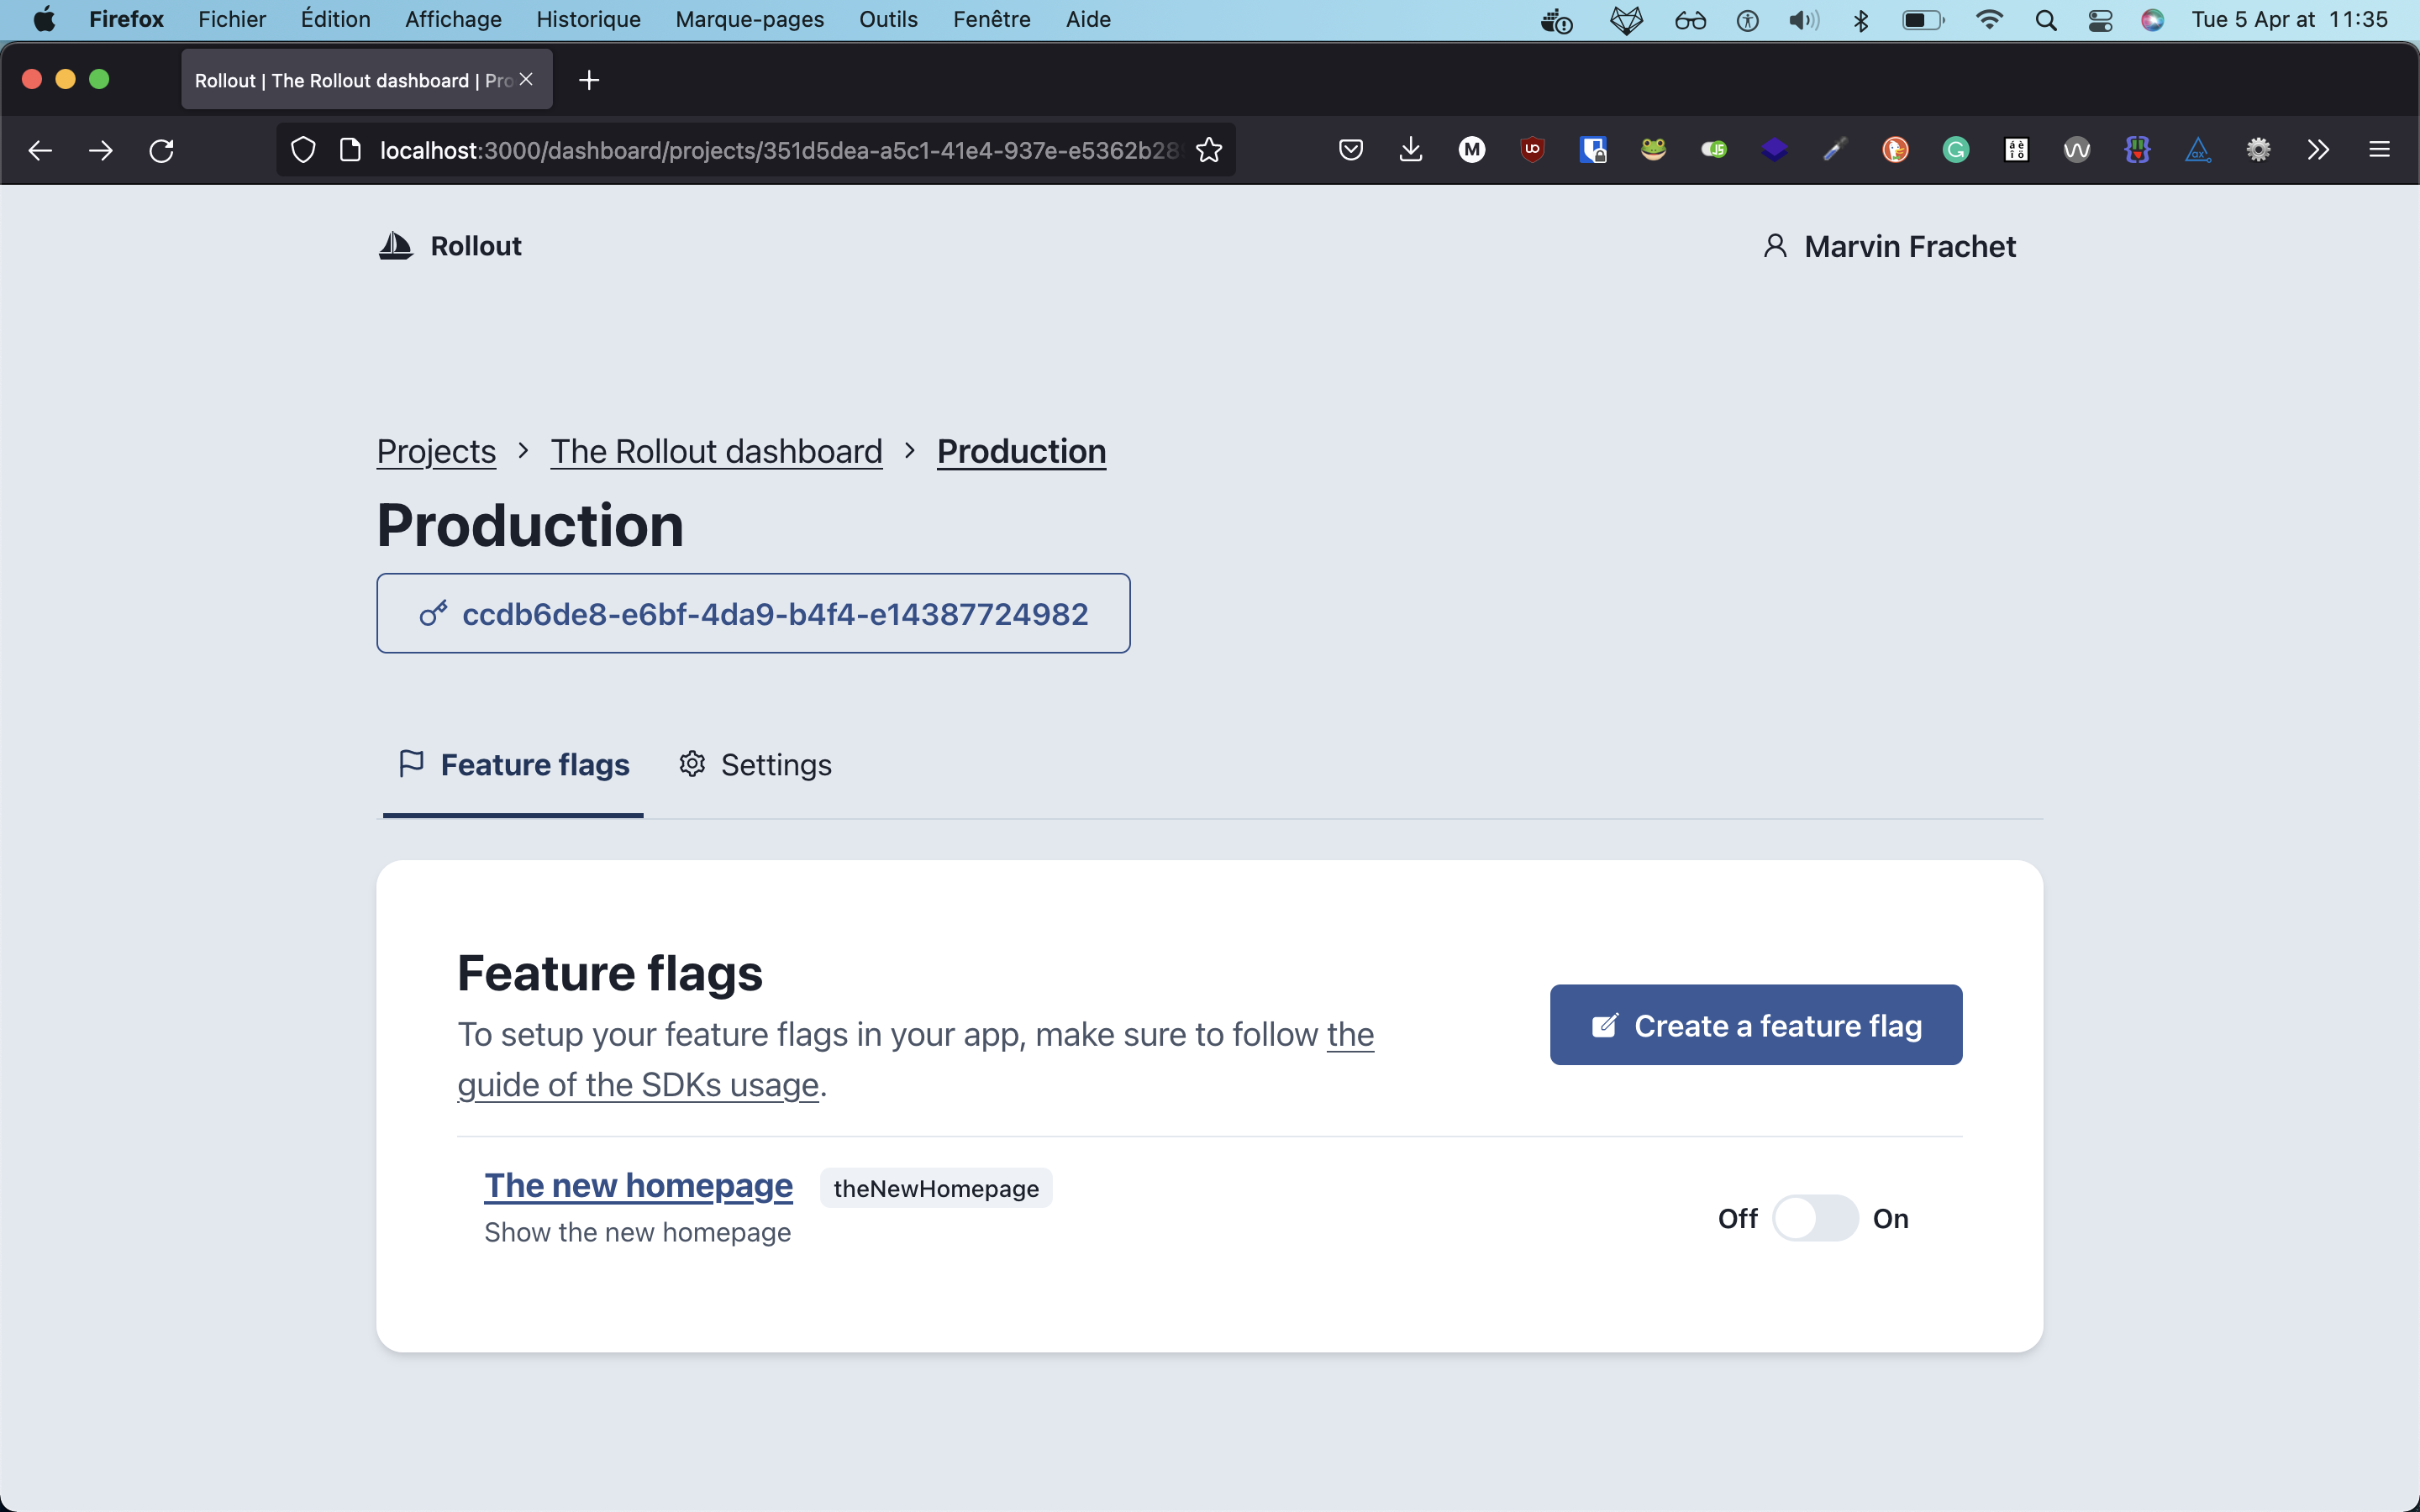 Firefox Fichier Édition Affichage Historique Marque-pages Outils Fenêtre Aide Tue 5 Apr at 11:35
Rollout | The Rollout dashboard | Pro
localhost:3000/dashboard/projects/351d5dea-a5c1-41e4-937e-e5362b28
Rollout
Marvin Frachet
Projects > The Rollout dashboard > Production
Production
ccdb6de8-e6bf-4da9-b4f4-e14387724982
Feature flags Settings
Feature flags
To setup your feature flags in your app, make sure to follow the
guide of the SDKs usage.
Create a feature flag
The new homepage theNewHomepage
Show the new homepage
Off On